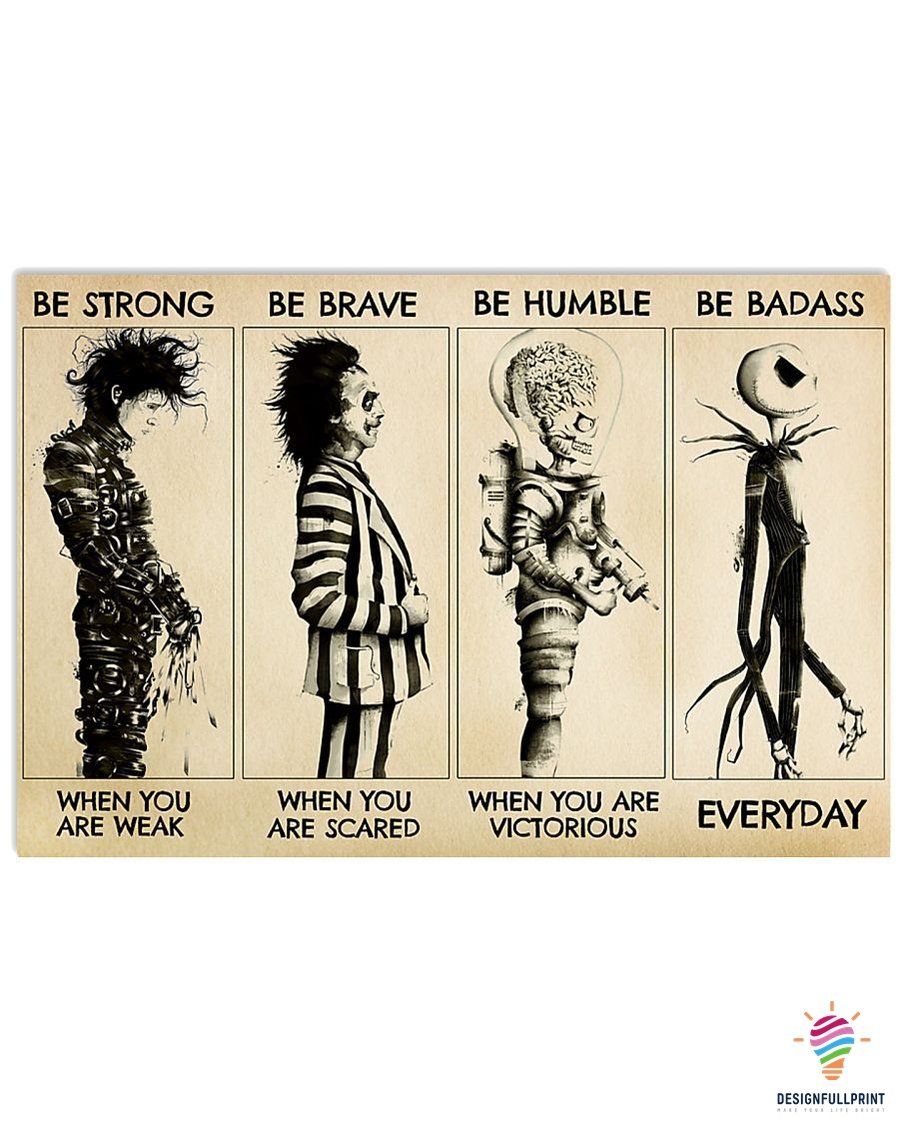 BE STRONG
WHEN YOU
ARE WEAK
BE BRAVE
WHEN YOU
ARE SCARED
BE HUMBLE
WHEN YOU ARE
VICTORIOUS
BE BADASS
EVERYDAY
DESIGNFULLPRINT
MAKE YOUR LIFE BRIGHT